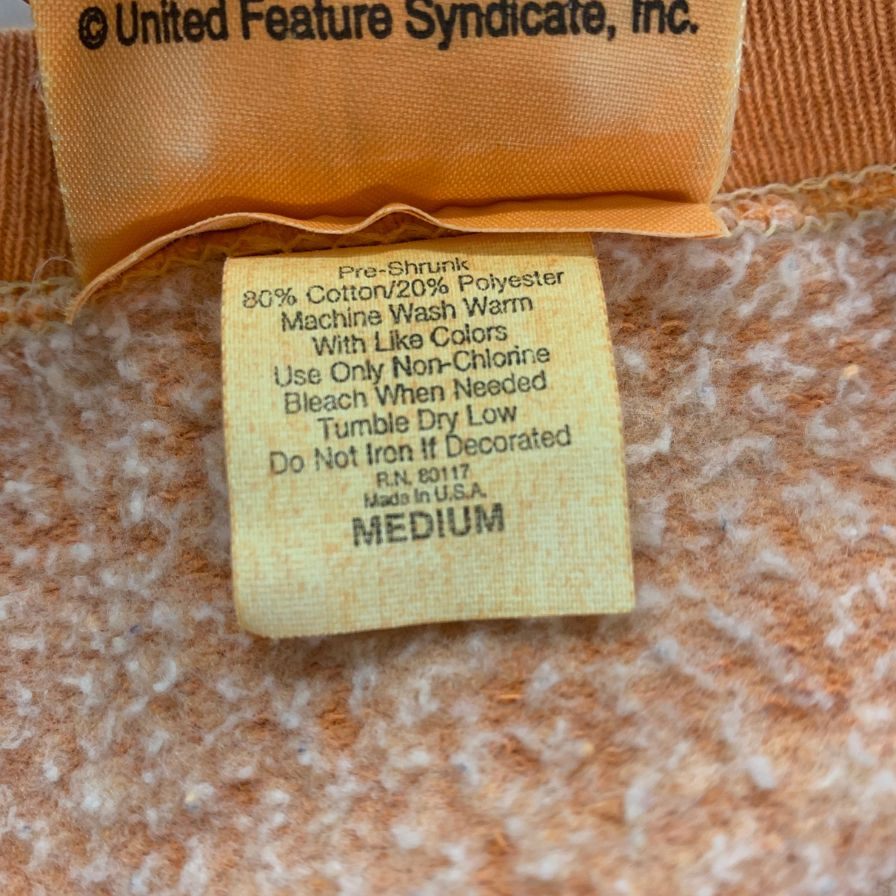 © United Feature Syndicate, Inc.
Pre-Shrunk
80% Cotton/20% Polyester
Machine Wash Warm
With Like Colors
Use Only Non-Chlorine
Bleach When Needed
Tumble Dry Low
Do Not Iron If Decorated
R.N. 80117
Made In U.S.A.
MEDIUM